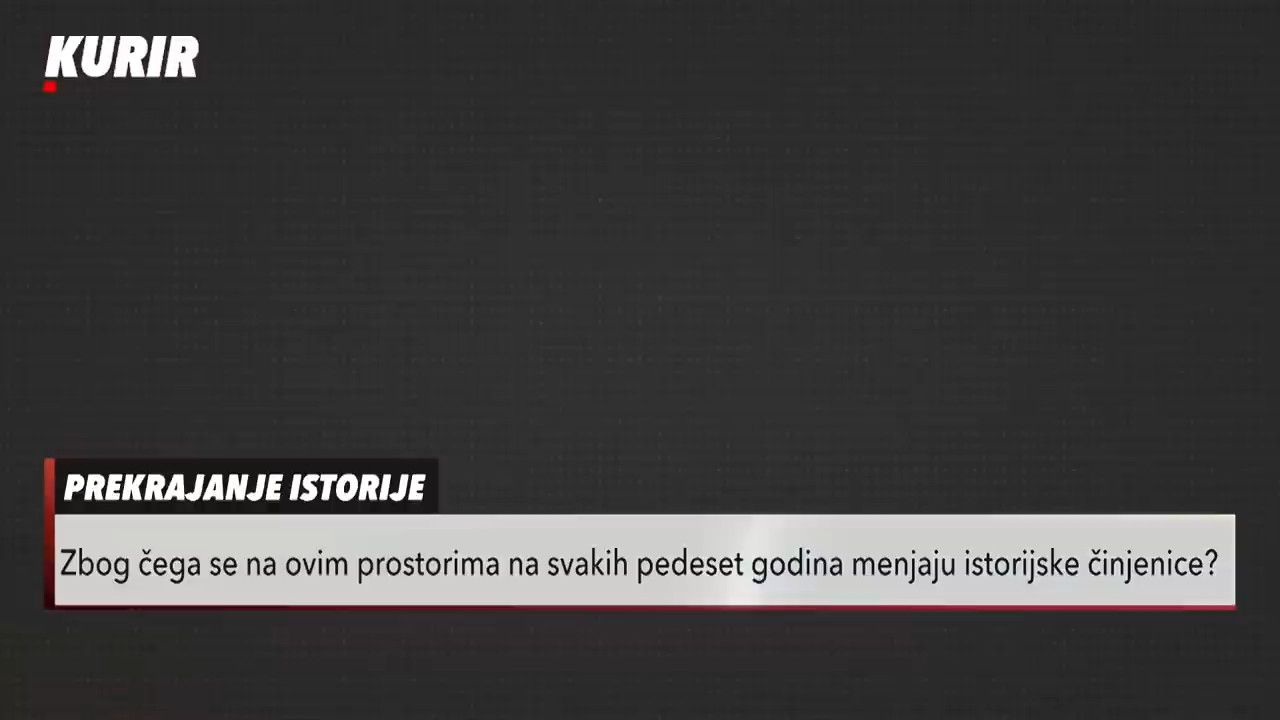 KURIR
PREKRAJANJE ISTORIJE
Zbog čega se na ovim prostorima na svakih pedeset godina menjaju istorijske činjenice?